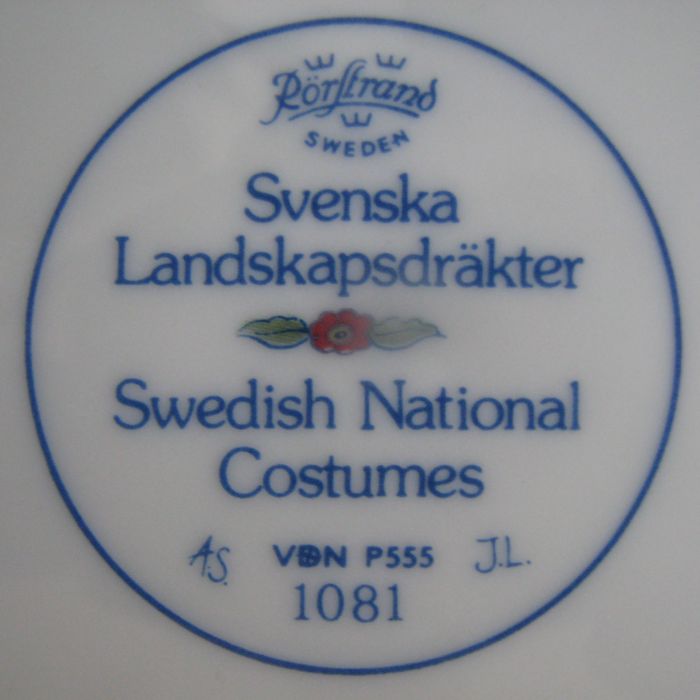 Rörstrand
SWEDEN
Svenska
Landskapsdräkter
Swedish National
Costumes
A.S. VDN P555 J.L.
1081